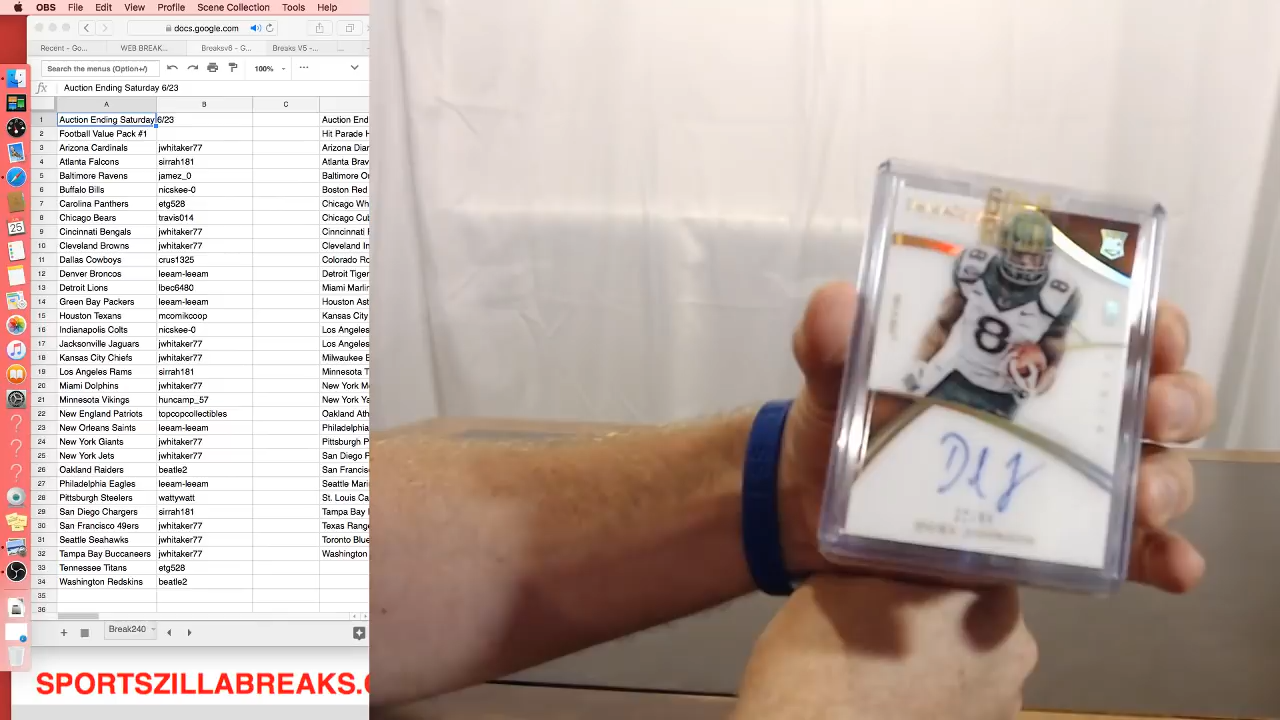 OBS File Edit View Profile Scene Collection Tools Help
docs.google.com
Recent - Go... WEB BREAK... Breaksv8 - G... Breaks V5 -...
Search the menus (Option+/) 100%
fx Auction Ending Saturday 6/23
A B C
1 Auction Ending Saturday 6/23 Auction End
2 Football Value Pack #1 Hit Parade H
3 Arizona Cardinals jwhitaker77 Arizona Diar
4 Atlanta Falcons sirrah181 Atlanta Brav
5 Baltimore Ravens jamez_0 Baltimore O
6 Buffalo Bills nicskee-0 Boston Red
7 Carolina Panthers etg528 Chicago Wh
8 Chicago Bears travis014 Chicago Cub
9 Cincinnati Bengals jwhitaker77 Cinncinnati F
10 Cleveland Browns jwhitaker77 Cleveland In
11 Dallas Cowboys crus1325 Colorado Ro
12 Denver Broncos leeam-leeam Detroit Tiger
13 Detroit Lions lbec6480 Miami Marlin
14 Green Bay Packers leeam-leeam Houston Ast
15 Houston Texans mcomikcoop Kansas City
16 Indianapolis Colts nicskee-0 Los Angeles
17 Jacksonville Jaguars jwhitaker77 Los Angeles
18 Kansas City Chiefs jwhitaker77 Milwaukee E
19 Los Angeles Rams sirrah181 Minnesota T
20 Miami Dolphins jwhitaker77 New York M
21 Minnesota Vikings huncamp_57 New York Ya
22 New England Patriots topcopcollectibles Oakland Ath
23 New Orleans Saints leeam-leeam Philadelphia
24 New York Giants jwhitaker77 Pittsburgh P
25 New York Jets jwhitaker77 San Diego P
26 Oakland Raiders beatle2 San Francisc
27 Philadelphia Eagles leeam-leeam Seattle Marin
28 Pittsburgh Steelers wattywatt St. Louis Ca
29 San Diego Chargers sirrah181 Tampa Bay I
30 San Francisco 49ers jwhitaker77 Texas Range
31 Seattle Seahawks jwhitaker77 Toronto Blue
32 Tampa Bay Buccaneers jwhitaker77 Washington
33 Tennessee Titans etg528
34 Washington Redskins beatle2
35
36
Break240
SPORTSZILLABREAKS.
25
8
8
8